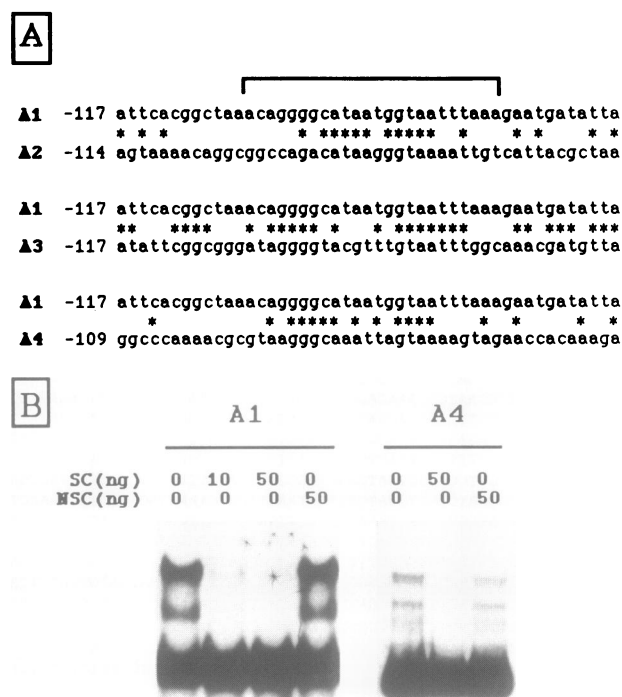 A
A1 -117 attcacggctaaacaggggcataatggtaatttaaagaatgatatta
* * * * ***** ***** * * * * *
A2 -114 agtaaaacaggcggccagacataagggtaaaattgtcattacgctaa
A1 -117 attcacggctaaacaggggcataatggtaatttaaagaatgatatta
** **** * ***** * * ******* ** *** ***
A3 -117 atattcggcgggataggggtacgtttgtaatttggcaaacgatgtta
A1 -117 attcacggctaaacaggggcataatggtaatttaaagaatgatatta
* * ***** * * **** * * * *
A4 -109 ggcccaaaacgcgtaagggcaaattagtaaaagtagaaccacaaaga
B
A1 A4
SC(ng) 0 10 50 0 0 50 0
NSC(ng) 0 0 0 50 0 0 50